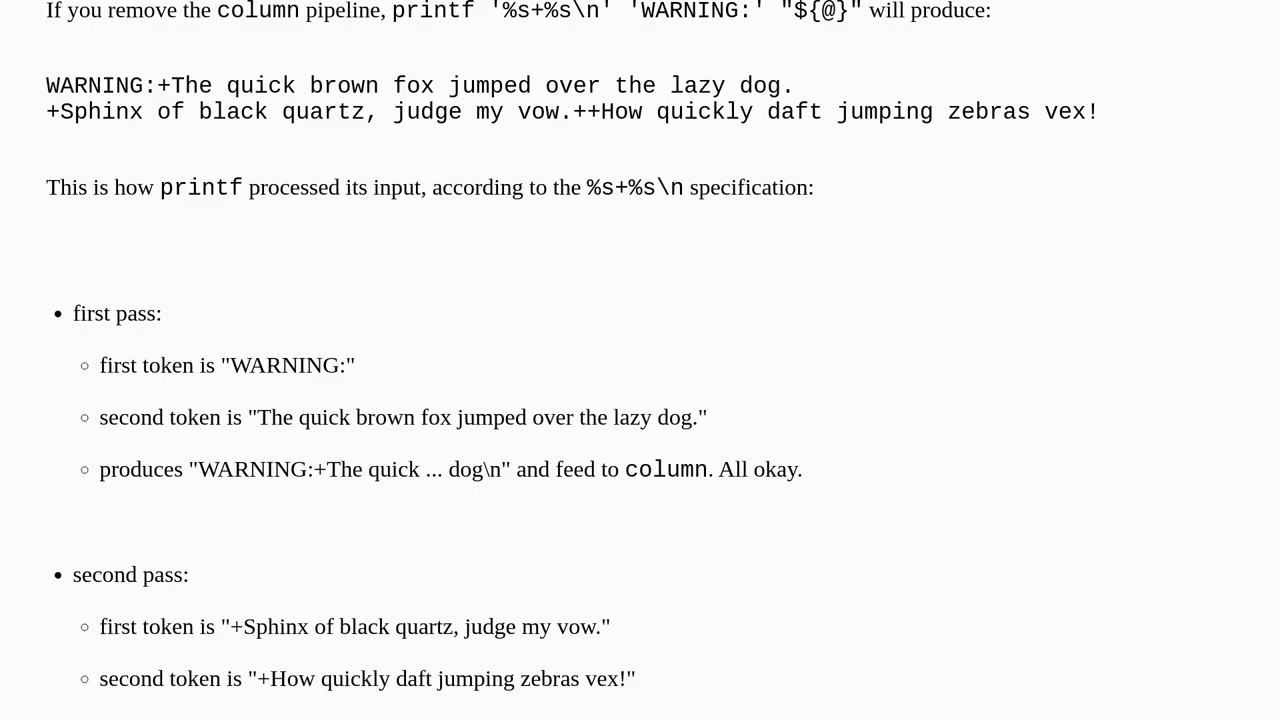 If you remove the column pipeline, printf '%s+%s\n' 'WARNING:' "${@}" will produce:
WARNING:+The quick brown fox jumped over the lazy dog.
+Sphinx of black quartz, judge my vow.++How quickly daft jumping zebras vex!
This is how printf processed its input, according to the %s+%s\n specification:
• first pass:
◦ first token is "WARNING:"
◦ second token is "The quick brown fox jumped over the lazy dog."
◦ produces "WARNING:+The quick ... dog\n" and feed to column. All okay.
• second pass:
◦ first token is "+Sphinx of black quartz, judge my vow."
◦ second token is "+How quickly daft jumping zebras vex!"